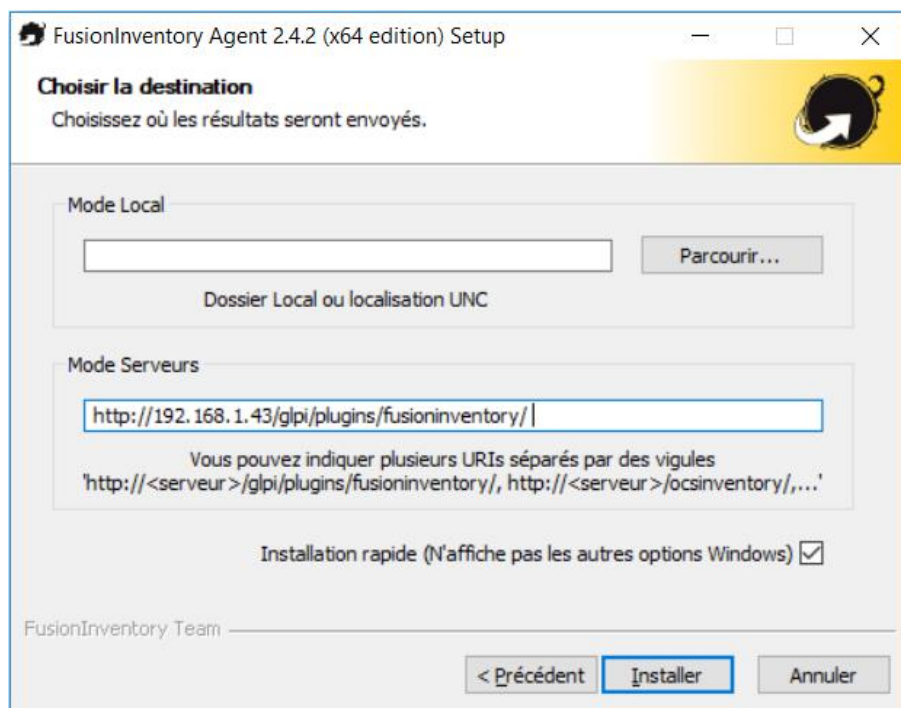 FusionInventory Agent 2.4.2 (x64 edition) Setup
Choisir la destination
Choisissez où les résultats seront envoyés.
Mode Local
Parcourir...
Dossier Local ou localisation UNC
Mode Serveurs
http://192.168.1.43/glpi/plugins/fusioninventory/
Vous pouvez indiquer plusieurs URIs séparés par des vigules
'http://<serveur>/glpi/plugins/fusioninventory/, http://<serveur>/ocsinventory/,...'
Installation rapide (N'affiche pas les autres options Windows)
FusionInventory Team
< Précédent Installer Annuler